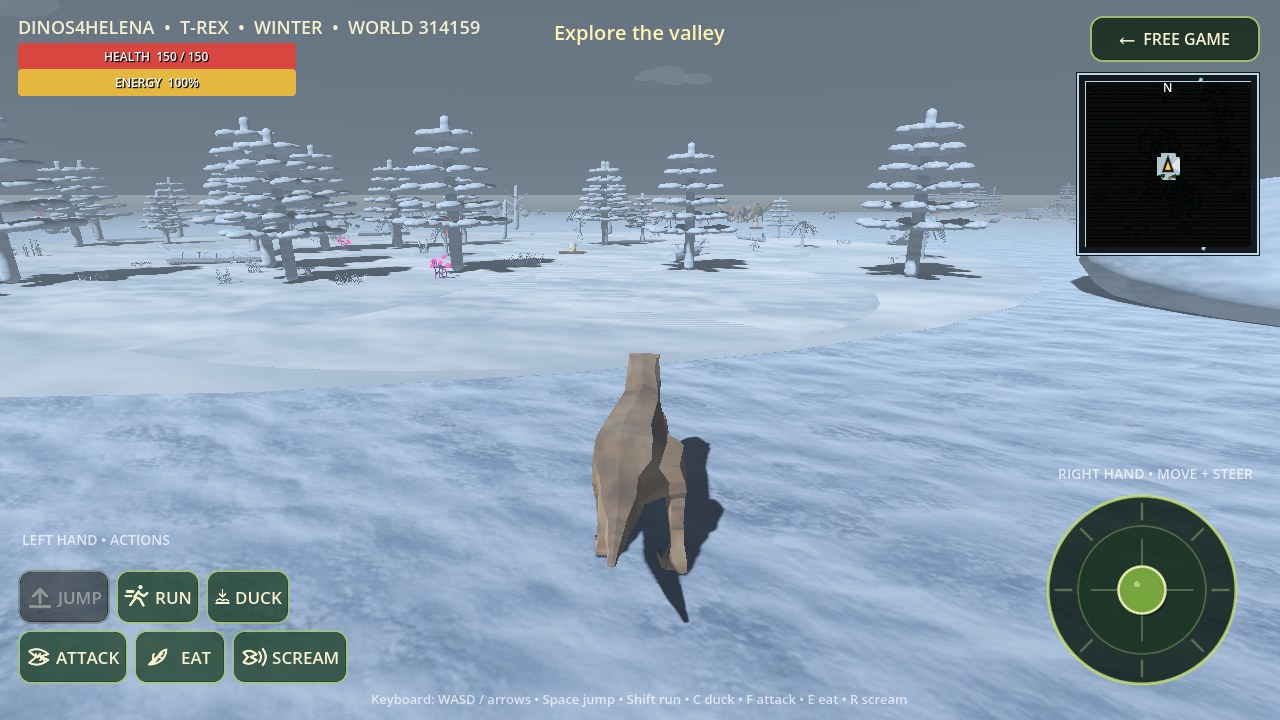 DINOS4HELENA • T-REX • WINTER • WORLD 314159
HEALTH 150 / 150
ENERGY 100%
Explore the valley
← FREE GAME
N
RIGHT HAND • MOVE + STEER
LEFT HAND • ACTIONS
JUMP
RUN
DUCK
ATTACK
EAT
SCREAM
Keyboard: WASD / arrows • Space jump • Shift run • C duck • F attack • E eat • R scream